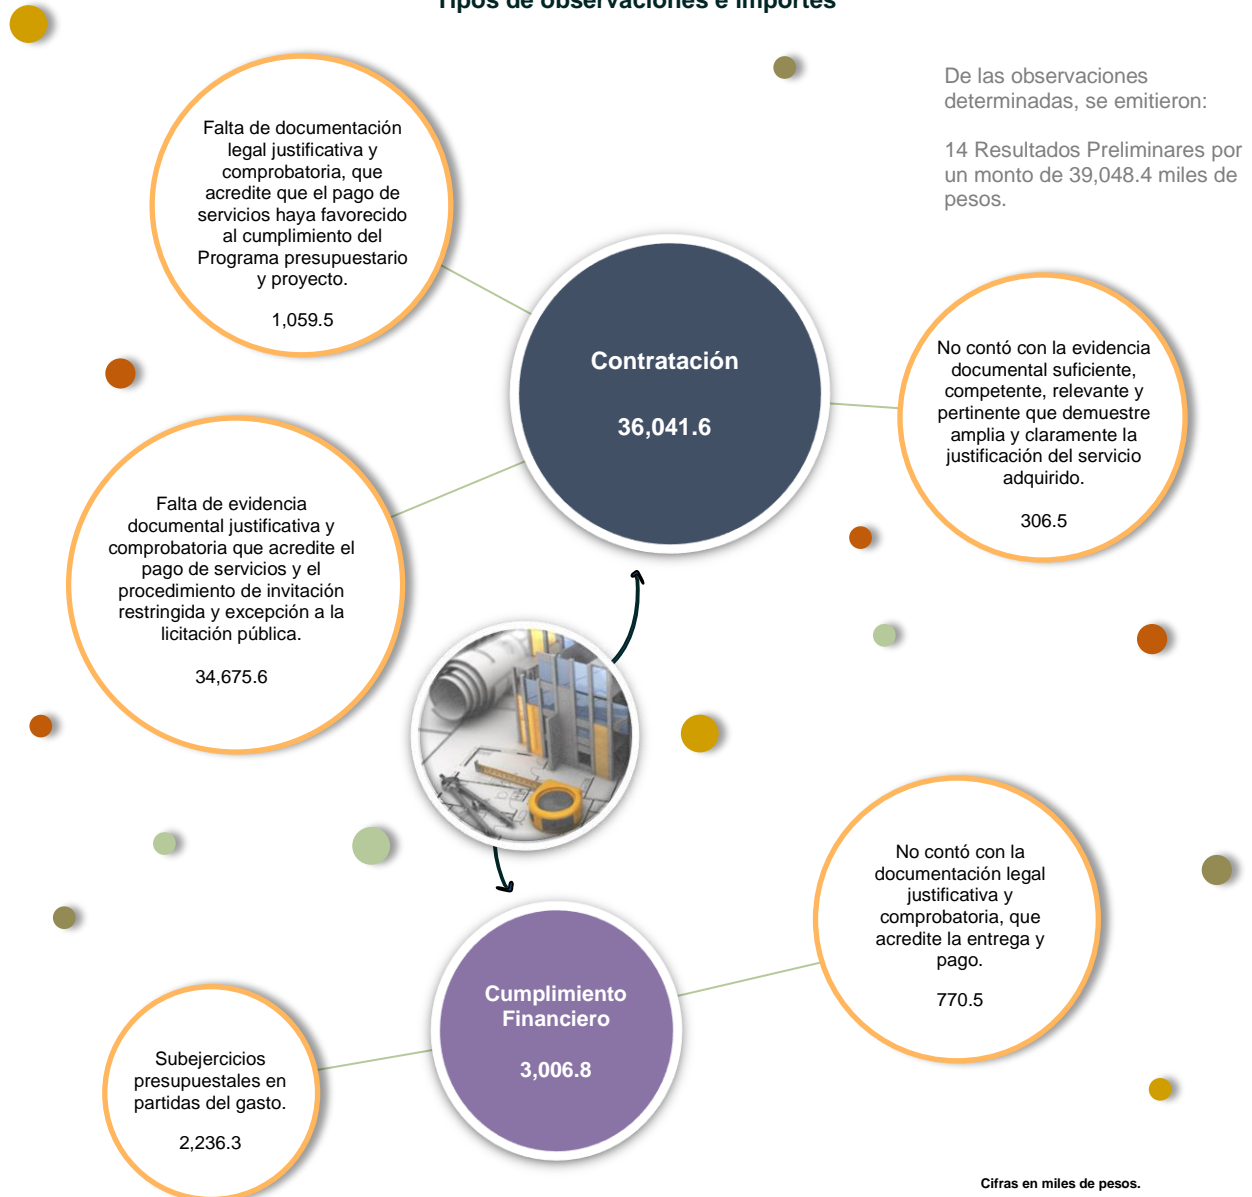 Tipos de observaciones e importes
De las observaciones
determinadas, se emitieron:
14 Resultados Preliminares por
un monto de 39,048.4 miles de
pesos.
Falta de documentación
legal justificativa y
comprobatoria, que
acredite que el pago de
servicios haya favorecido
al cumplimiento del
Programa presupuestario
y proyecto.
1,059.5
Contratación
36,041.6
No contó con la evidencia
documental suficiente,
competente, relevante y
pertinente que demuestre
amplia y claramente la
justificación del servicio
adquirido.
306.5
Falta de evidencia
documental justificativa y
comprobatoria que acredite el
pago de servicios y el
procedimiento de invitación
restringida y excepción a la
licitación pública.
34,675.6
No contó con la
documentación legal
justificativa y
comprobatoria, que
acredite la entrega y
pago.
770.5
Cumplimiento
Financiero
3,006.8
Subejercicios
presupuestales en
partidas del gasto.
2,236.3
Cifras en miles de pesos.